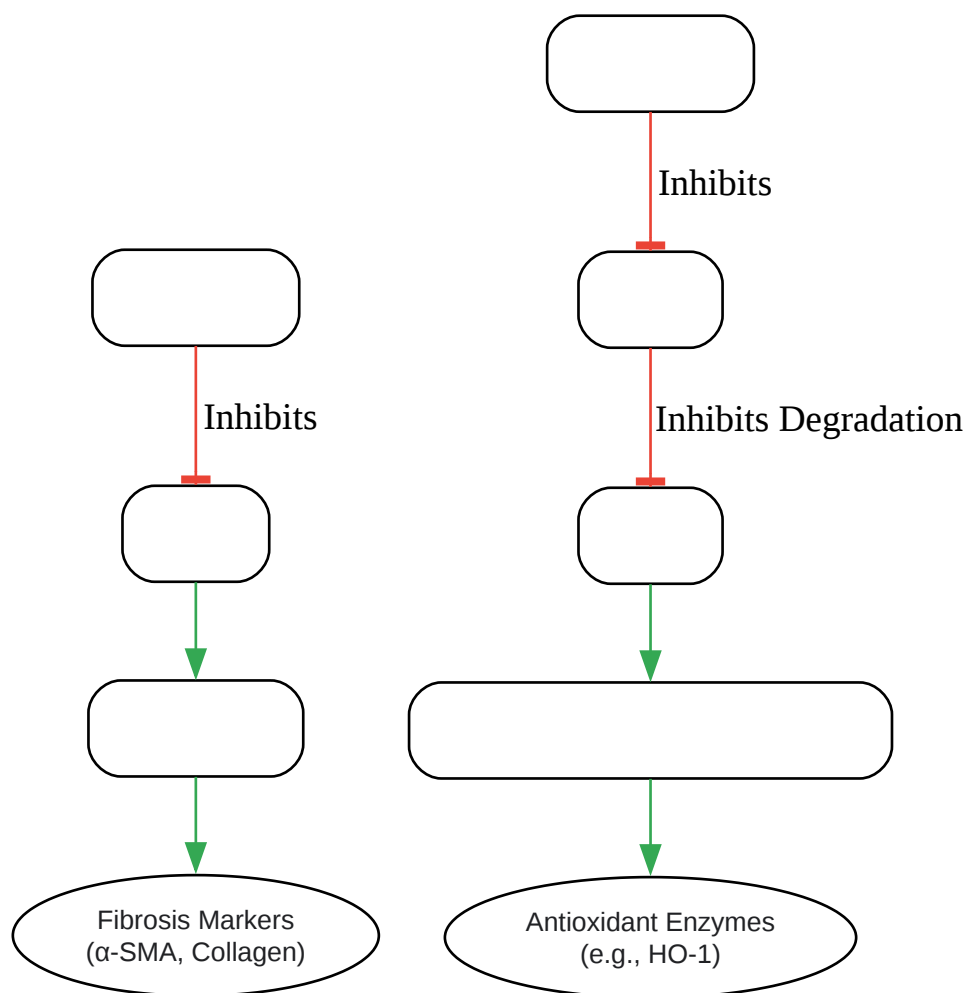 Inhibits
Inhibits
Inhibits Degradation
Fibrosis Markers
(α-SMA, Collagen)
Antioxidant Enzymes
(e.g., HO-1)